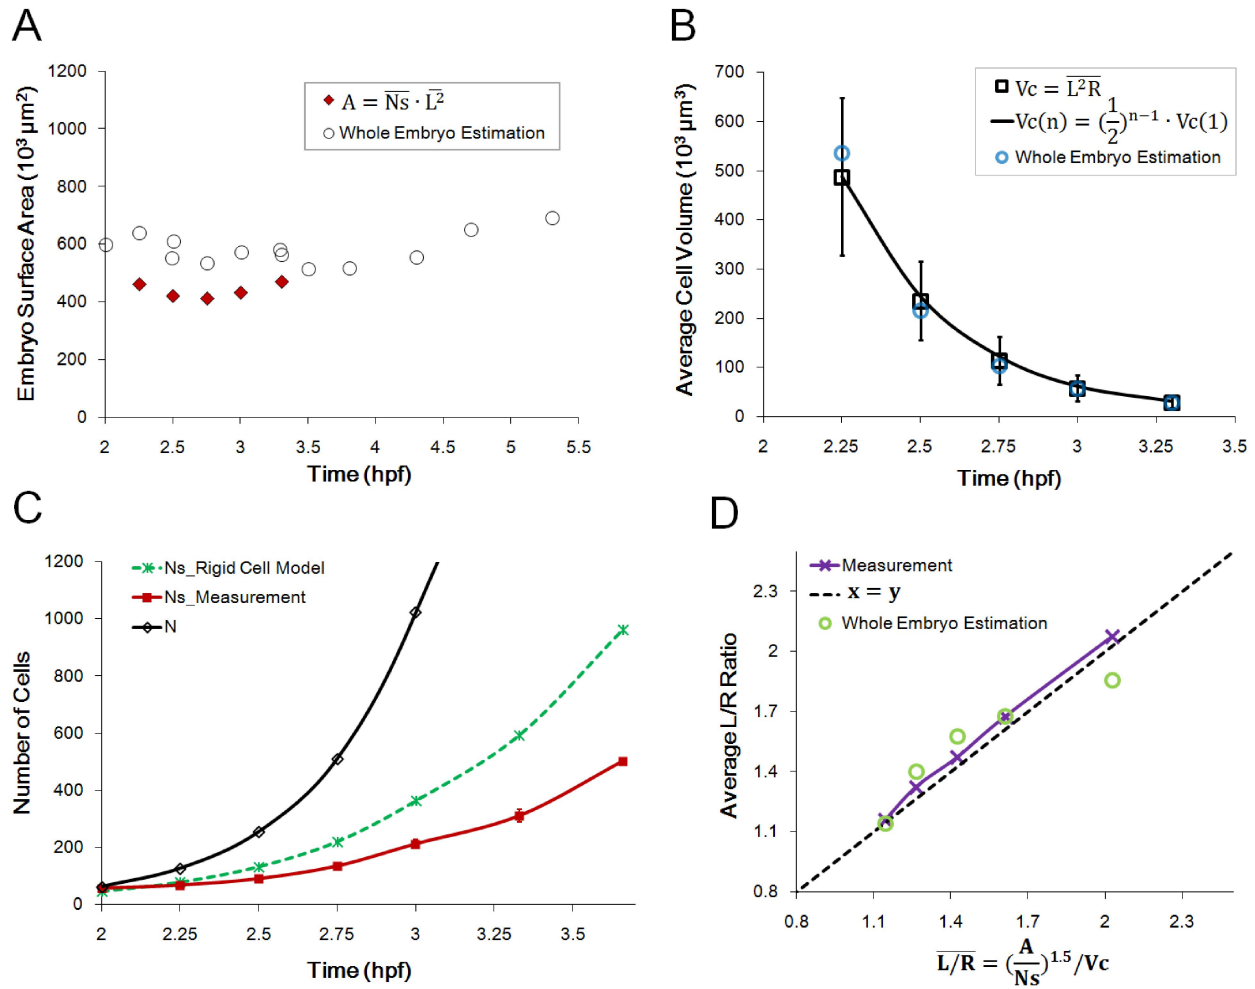 A
1200
1000
800
600
400
200
0
Embryo Surface Area (10³ μm²)
A = N̅s̅ · L̅²
Whole Embryo Estimation
2 2.5 3 3.5 4 4.5 5 5.5
Time (hpf)
B
700
600
500
400
300
200
100
0
Average Cell Volume (10³ μm³)
Vc = L̅²̅R̅
Vc(n) = (1/2)ⁿ⁻¹ · Vc(1)
Whole Embryo Estimation
2 2.25 2.5 2.75 3 3.25 3.5
Time (hpf)
C
1200
1000
800
600
400
200
0
Number of Cells
Ns_Rigid Cell Model
Ns_Measurement
N
2 2.25 2.5 2.75 3 3.25 3.5
Time (hpf)
D
2.3
2
1.7
1.4
1.1
0.8
Average L/R Ratio
Measurement
x = y
Whole Embryo Estimation
0.8 1.1 1.4 1.7 2 2.3
L̅/̅R̅ = (A/Ns)¹·⁵/Vc